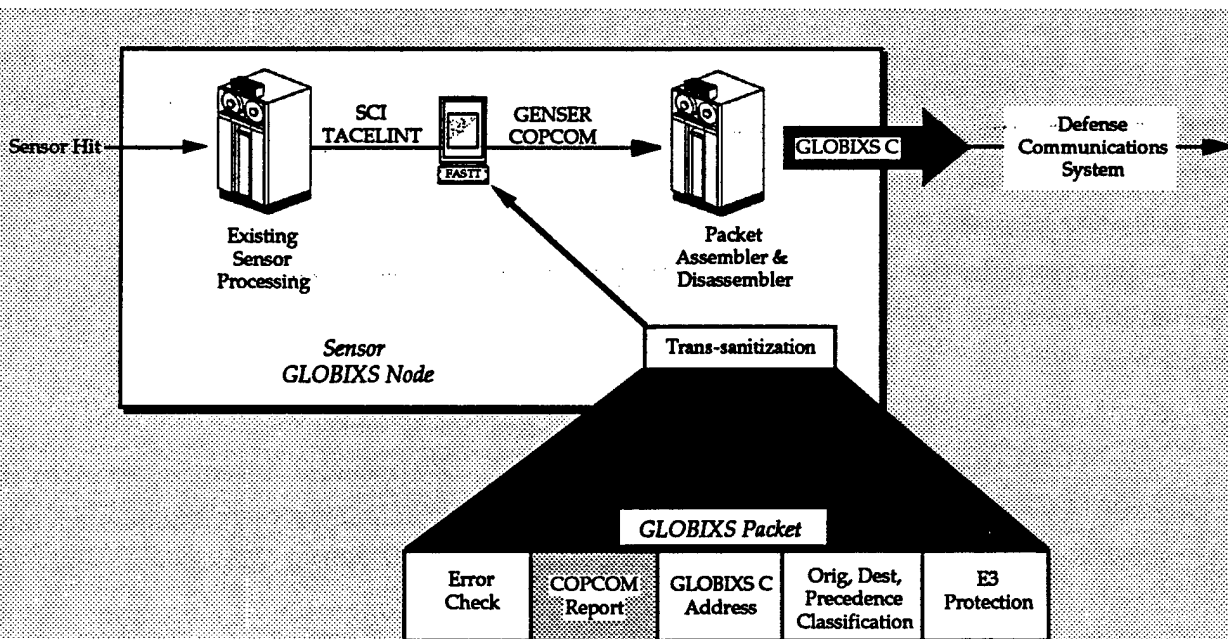 Sensor Hit
SCI
TACELINT
FASTT
GENSER
COPCOM
GLOBIXS C
Defense
Communications
System
Existing
Sensor
Processing
Packet
Assembler &
Disassembler
Sensor
GLOBIXS Node
Trans-sanitization
GLOBIXS Packet
Error
Check
COPCOM
Report
GLOBIXS C
Address
Orig, Dest,
Precedence
Classification
E3
Protection